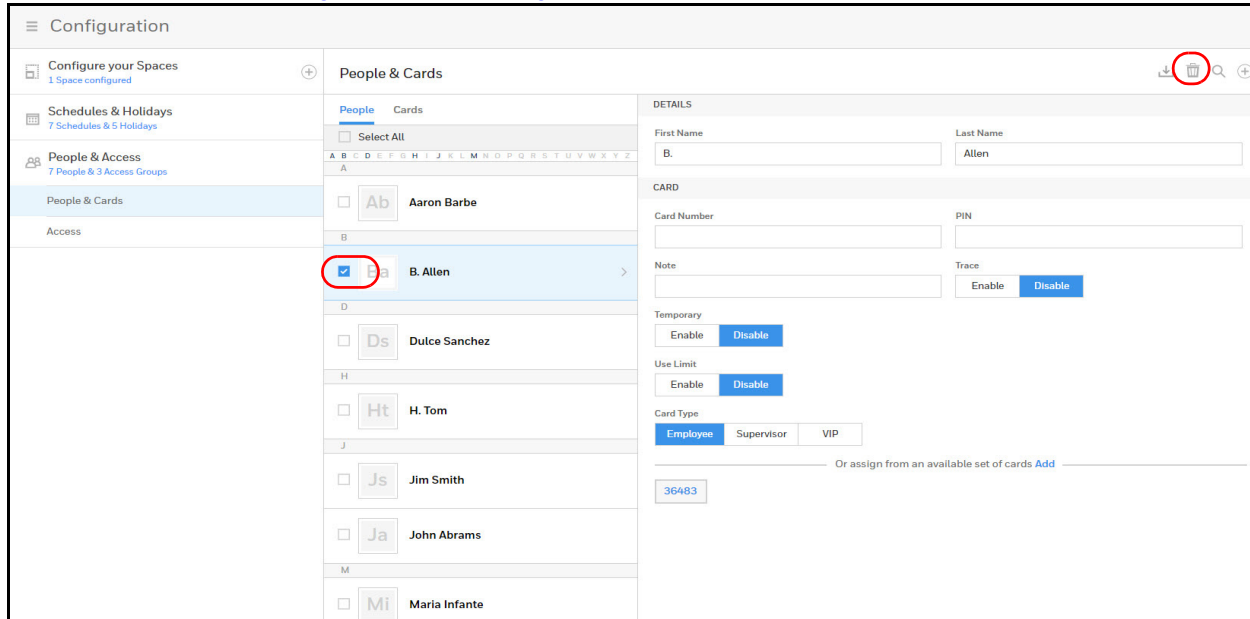 Configuration
Configure your Spaces
1 Space configured
Schedules & Holidays
7 Schedules & 5 Holidays
People & Access
7 People & 3 Access Groups
People & Cards
Access
People & Cards
People Cards
Select All
A B C D E F G H I J K L M N O P Q R S T U V W X Y Z
A
Ab Aaron Barbe
B
Ba B. Allen
D
Ds Dulce Sanchez
H
Ht H. Tom
J
Js Jim Smith
Ja John Abrams
M
Mi Maria Infante
DETAILS
First Name Last Name
B. Allen
CARD
Card Number PIN
Note Trace
Enable Disable
Temporary
Enable Disable
Use Limit
Enable Disable
Card Type
Employee Supervisor VIP
Or assign from an available set of cards Add
36483